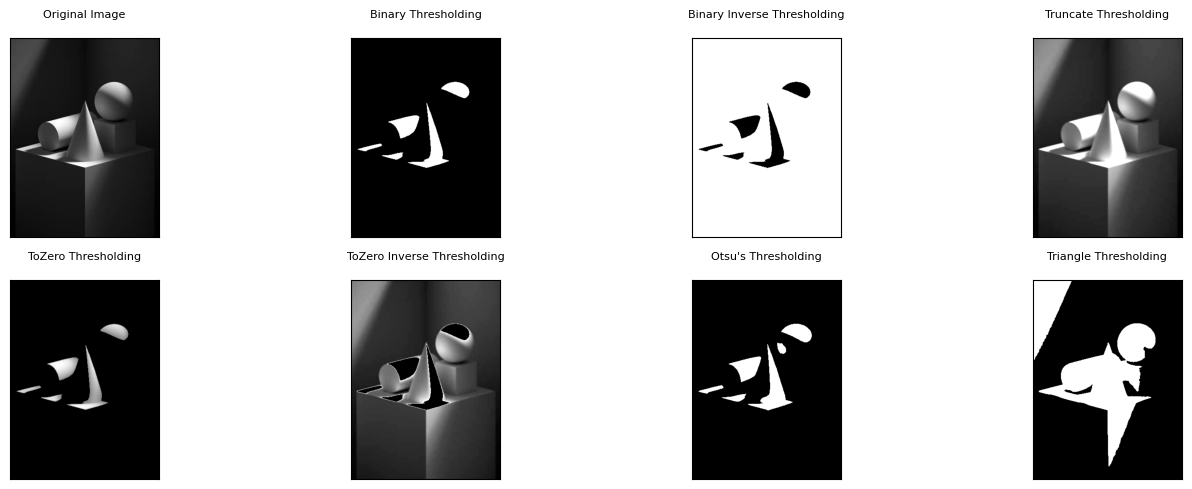 Original Image
Binary Thresholding
Binary Inverse Thresholding
Truncate Thresholding
ToZero Thresholding
ToZero Inverse Thresholding
Otsu's Thresholding
Triangle Thresholding